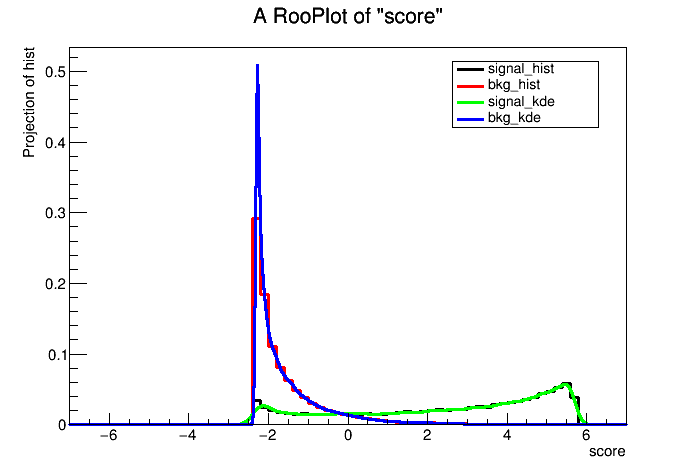 A RooPlot of "score"
Projection of hist
signal_hist
bkg_hist
signal_kde
bkg_kde
0.5
0.4
0.3
0.2
0.1
0
−6 −4 −2 0 2 4 6
score